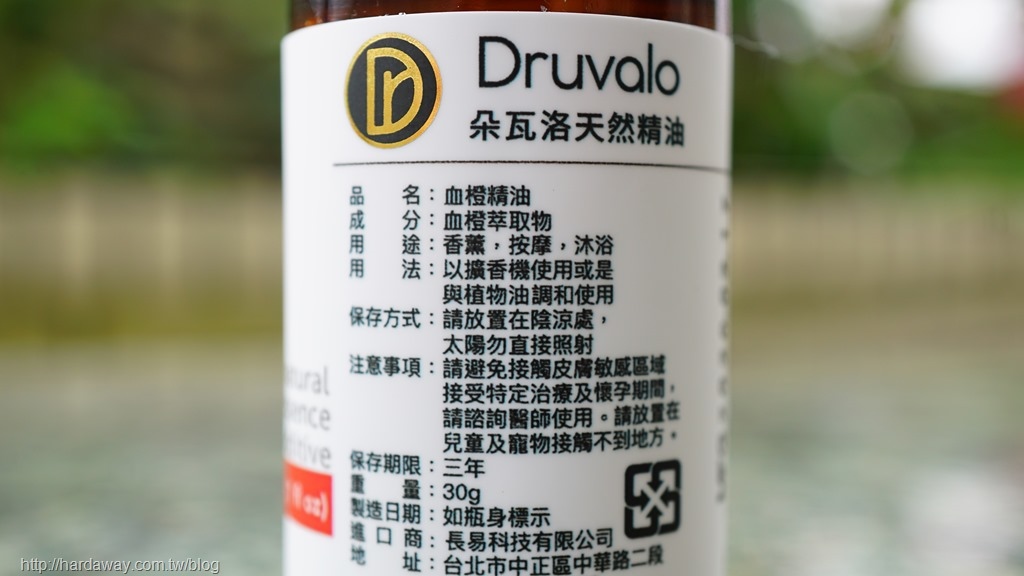 Druvalo
朵瓦洛天然精油
品名:血橙精油
成分:血橙萃取物
用途:香薰,按摩,沐浴
用法:以擴香機使用或是
與植物油調和使用
保存方式:請放置在陰涼處,
太陽勿直接照射
注意事項:請避免接觸皮膚敏感區域
接受特定治療及懷孕期間,
請諮詢醫師使用。請放置在
兒童及寵物接觸不到地方。
保存期限:三年
重量:30g
製造日期:如瓶身標示
進口商:長易科技有限公司
地址:台北市中正區中華路二段
http://hardaway.com.tw/blog